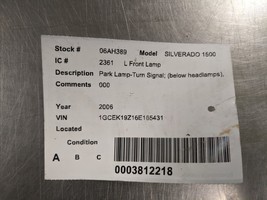 Stock # 06AH389 Model SILVERADO 1500
IC # 2361 L Front Lamp
Description Park Lamp-Turn Signal; (below headlamps),
Comments 000
Year 2006
VIN 1GCEK19Z16E155431
Located
Condition
A B C
0003812218